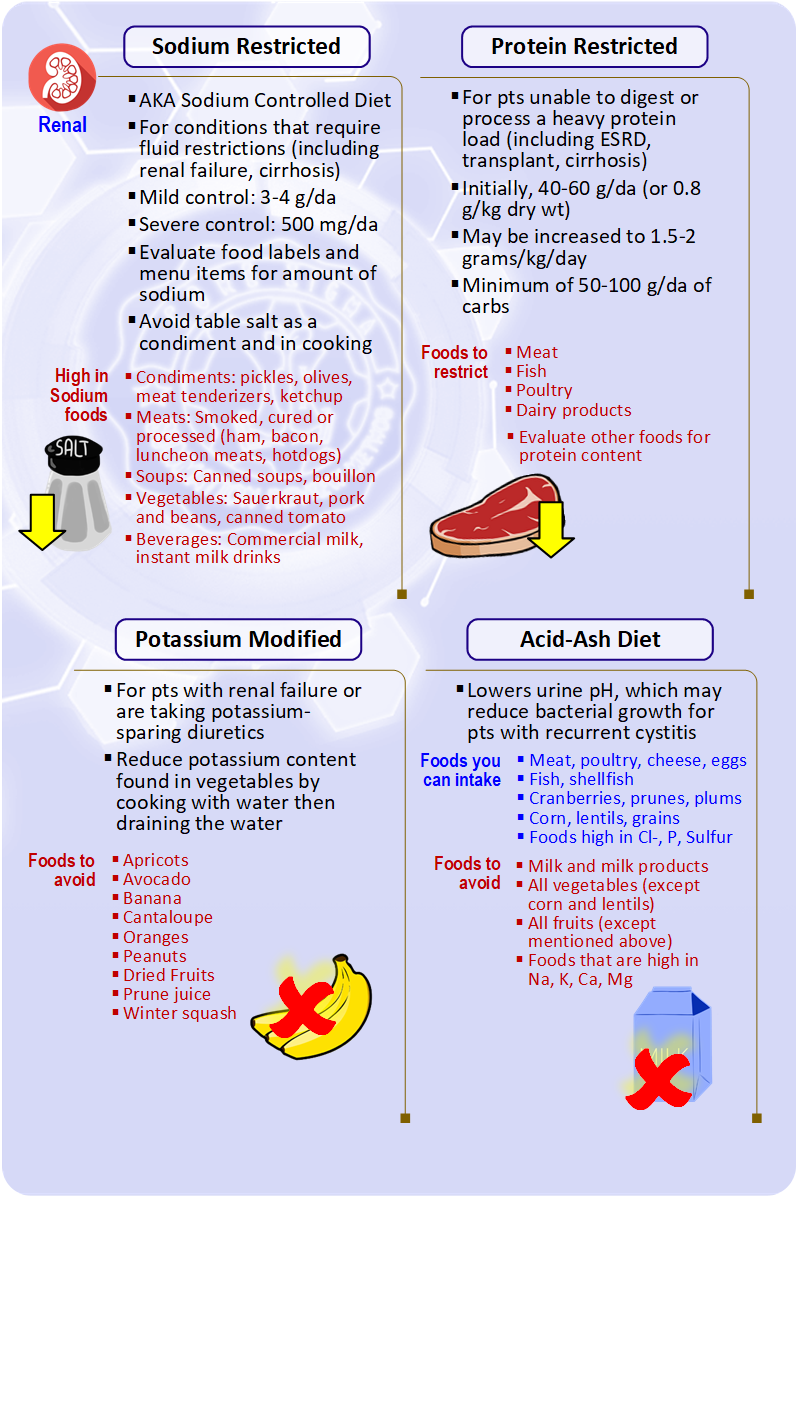 Renal
Sodium Restricted
▪ AKA Sodium Controlled Diet
▪ For conditions that require
fluid restrictions (including
renal failure, cirrhosis)
▪ Mild control: 3-4 g/da
▪ Severe control: 500 mg/da
▪ Evaluate food labels and
menu items for amount of
sodium
▪ Avoid table salt as a
condiment and in cooking
High in
Sodium
foods
SALT
▪ Condiments: pickles, olives,
meat tenderizers, ketchup
▪ Meats: Smoked, cured or
processed (ham, bacon,
luncheon meats, hotdogs)
▪ Soups: Canned soups, bouillon
▪ Vegetables: Sauerkraut, pork
and beans, canned tomato
▪ Beverages: Commercial milk,
instant milk drinks
Protein Restricted
▪ For pts unable to digest or
process a heavy protein
load (including ESRD,
transplant, cirrhosis)
▪ Initially, 40-60 g/da (or 0.8
g/kg dry wt)
▪ May be increased to 1.5-2
grams/kg/day
▪ Minimum of 50-100 g/da of
carbs
Foods to
restrict
▪ Meat
▪ Fish
▪ Poultry
▪ Dairy products
▪ Evaluate other foods for
protein content
Potassium Modified
▪ For pts with renal failure or
are taking potassium-
sparing diuretics
▪ Reduce potassium content
found in vegetables by
cooking with water then
draining the water
Foods to
avoid
▪ Apricots
▪ Avocado
▪ Banana
▪ Cantaloupe
▪ Oranges
▪ Peanuts
▪ Dried Fruits
▪ Prune juice
▪ Winter squash
Acid-Ash Diet
▪ Lowers urine pH, which may
reduce bacterial growth for
pts with recurrent cystitis
Foods you
can intake
▪ Meat, poultry, cheese, eggs
▪ Fish, shellfish
▪ Cranberries, prunes, plums
▪ Corn, lentils, grains
▪ Foods high in Cl-, P, Sulfur
Foods to
avoid
▪ Milk and milk products
▪ All vegetables (except
corn and lentils)
▪ All fruits (except
mentioned above)
▪ Foods that are high in
Na, K, Ca, Mg
MILK